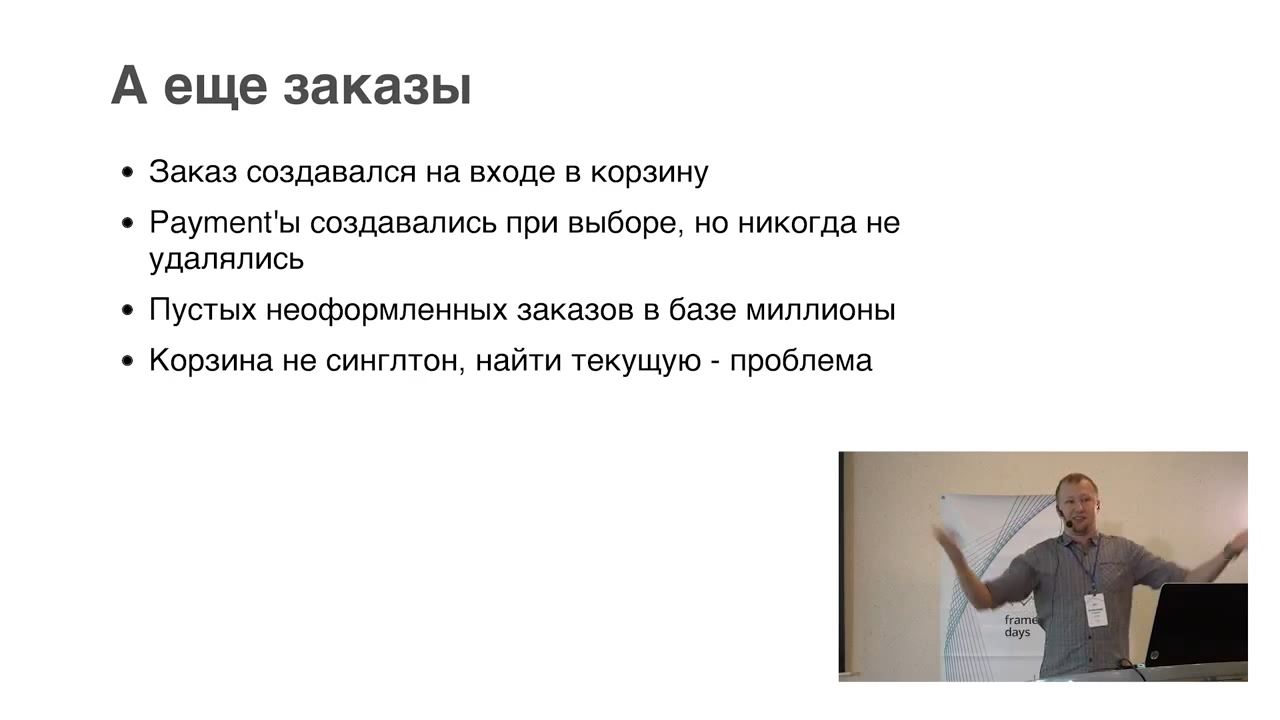 А еще заказы
Заказ создавался на входе в корзину
Payment'ы создавались при выборе, но никогда не
удалялись
Пустых неоформленных заказов в базе миллионы
Корзина не синглтон, найти текущую - проблема
frame
days